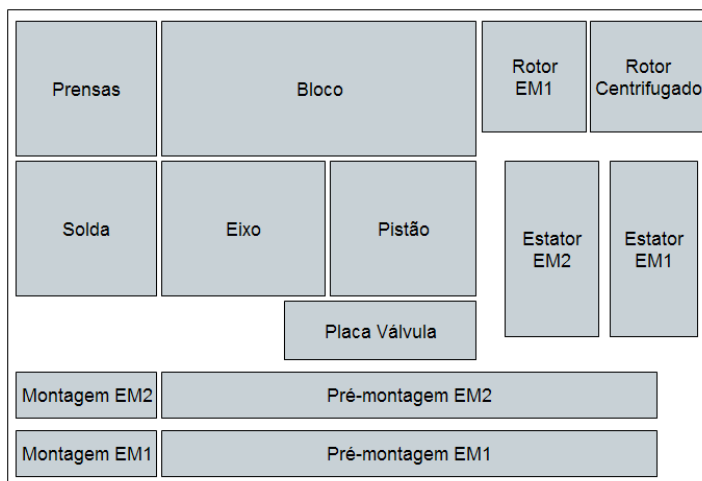 Prensas
Bloco
Rotor
EM1
Rotor
Centrifugado
Solda
Eixo
Pistão
Estator
EM2
Estator
EM1
Placa Válvula
Montagem EM2
Pré-montagem EM2
Montagem EM1
Pré-montagem EM1